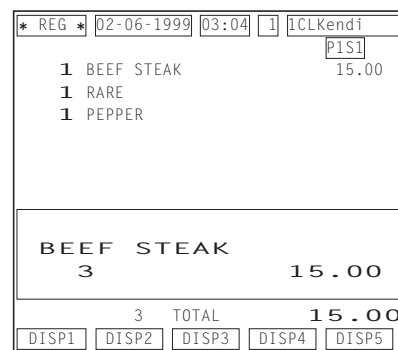 * REG * 02-06-1999 03:04 1 1CLKendi
P1S1
1 BEEF STEAK 15.00
1 RARE
1 PEPPER
BEEF STEAK
3 15.00
3 TOTAL 15.00
DISP1 DISP2 DISP3 DISP4 DISP5